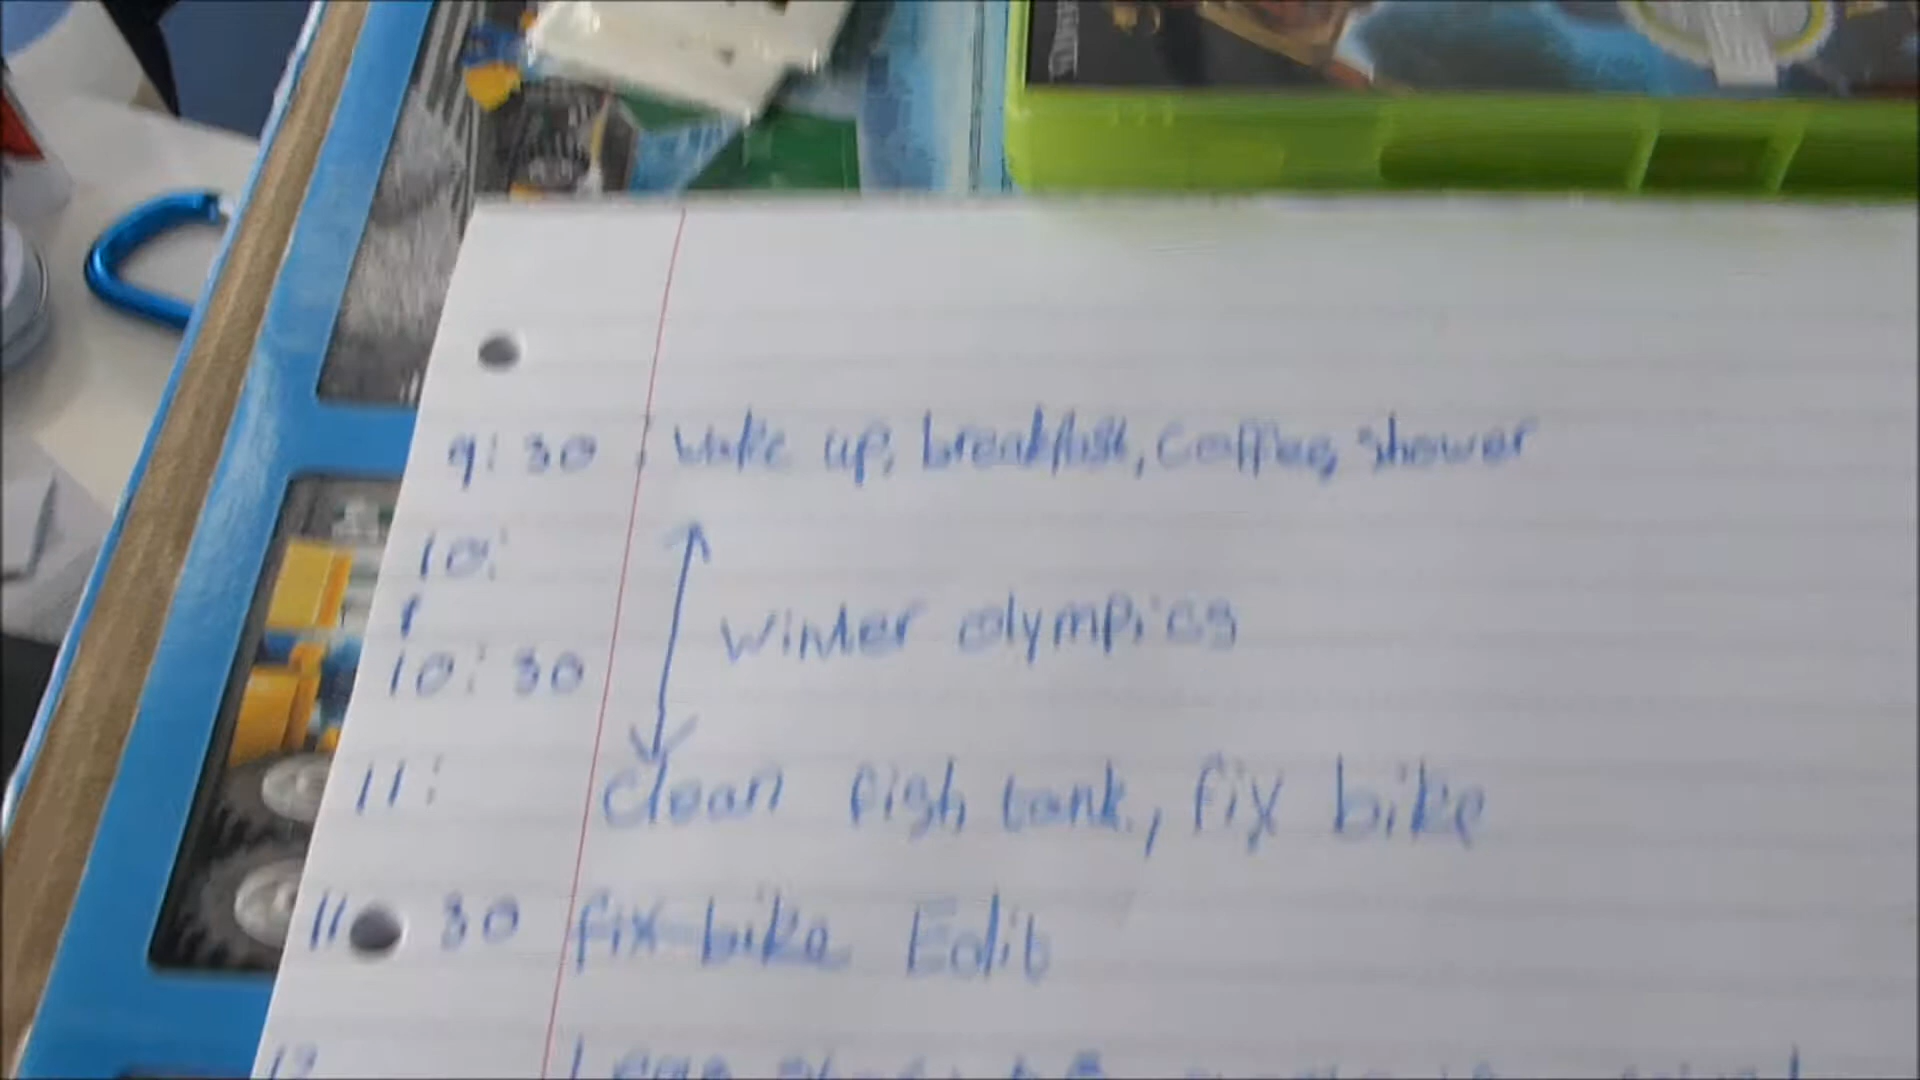 9:30 : Wake up, breakfast, coffee, shower
10:
10:30
Winter olympics
11: Clean fish tank, fix bike
11 30 fix bike Edit
12